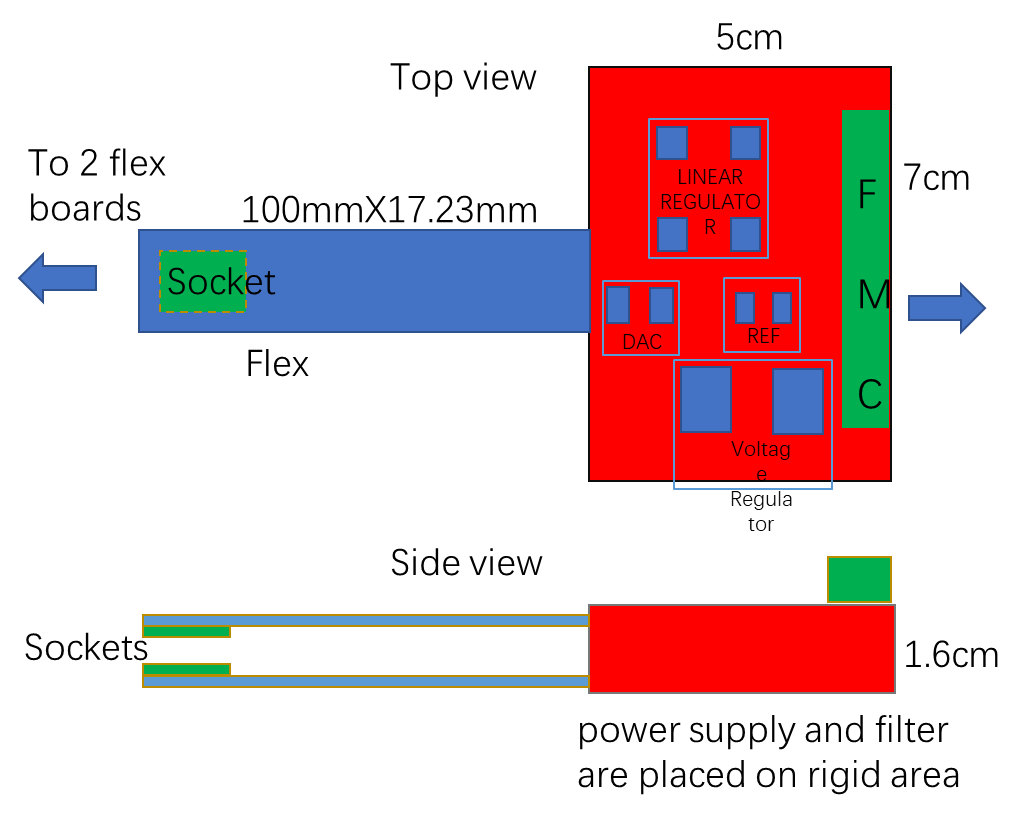 5cm
Top view
To 2 flex
boards
100mmX17.23mm
7cm
LINEAR
REGULATO
R
F
M
C
Socket
Flex
DAC
REF
Voltag
e
Regula
tor
Side view
Sockets
1.6cm
power supply and filter
are placed on rigid area